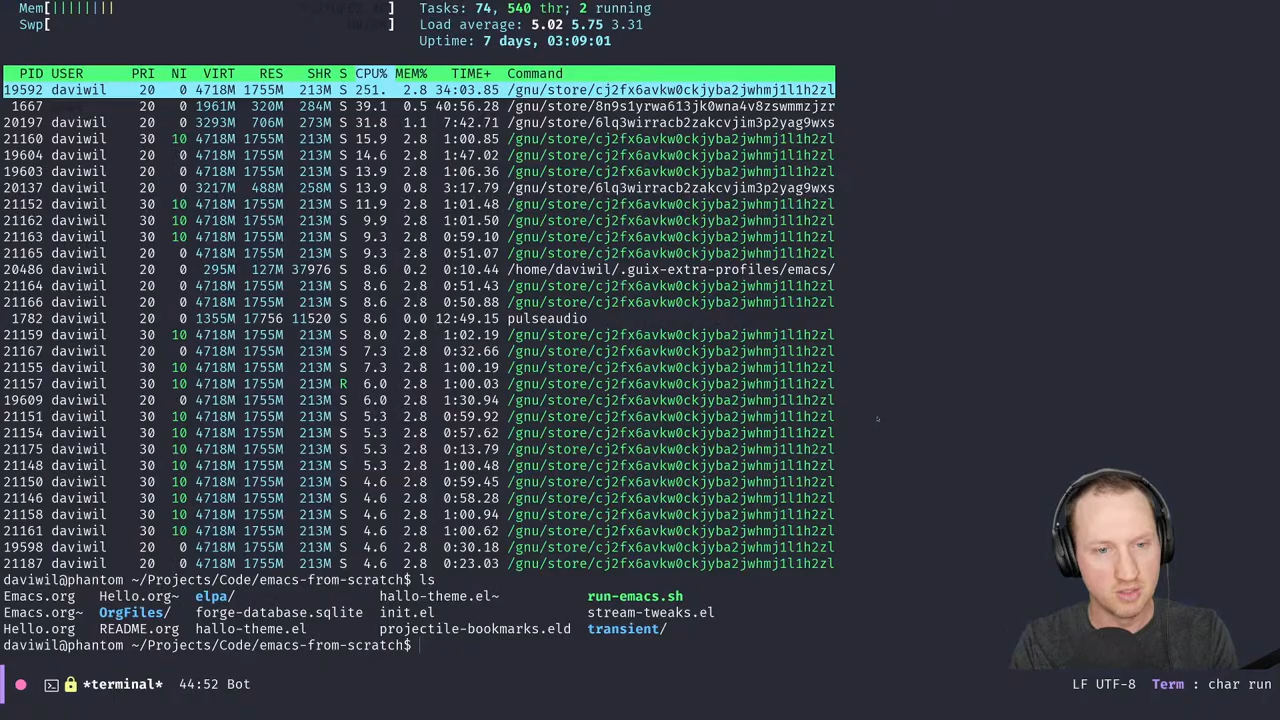 Mem[||||||||
Swp[ ]
Tasks: 74, 540 thr; 2 running
Load average: 5.02 5.75 3.31
Uptime: 7 days, 03:09:01
PID USER PRI NI VIRT RES SHR S CPU% MEM% TIME+ Command
19592 daviwil 20 0 4718M 1755M 213M S 251. 2.8 34:03.85 /gnu/store/cj2fx6avkw0ckjyba2jwhmj1l1h2zl
1667 20 0 1961M 320M 284M S 39.1 0.5 40:56.28 /gnu/store/8n9s1yrwa613jk0wna4v8zswmmzjzr
20197 daviwil 20 0 3293M 706M 273M S 31.8 1.1 7:42.71 /gnu/store/6lq3wirracb2zakcvjim3p2yag9wxs
21160 daviwil 30 10 4718M 1755M 213M S 15.9 2.8 1:00.85 /gnu/store/cj2fx6avkw0ckjyba2jwhmj1l1h2zl
19604 daviwil 20 0 4718M 1755M 213M S 14.6 2.8 1:47.02 /gnu/store/cj2fx6avkw0ckjyba2jwhmj1l1h2zl
19603 daviwil 20 0 4718M 1755M 213M S 13.9 2.8 1:06.36 /gnu/store/cj2fx6avkw0ckjyba2jwhmj1l1h2zl
20137 daviwil 20 0 3217M 488M 258M S 13.9 0.8 3:17.79 /gnu/store/6lq3wirracb2zakcvjim3p2yag9wxs
21152 daviwil 30 10 4718M 1755M 213M S 11.9 2.8 1:01.48 /gnu/store/cj2fx6avkw0ckjyba2jwhmj1l1h2zl
21162 daviwil 30 10 4718M 1755M 213M S 9.9 2.8 1:01.50 /gnu/store/cj2fx6avkw0ckjyba2jwhmj1l1h2zl
21163 daviwil 30 10 4718M 1755M 213M S 9.3 2.8 0:59.10 /gnu/store/cj2fx6avkw0ckjyba2jwhmj1l1h2zl
21165 daviwil 20 0 4718M 1755M 213M S 9.3 2.8 0:51.07 /gnu/store/cj2fx6avkw0ckjyba2jwhmj1l1h2zl
20486 daviwil 20 0 295M 127M 37976 S 8.6 0.2 0:10.44 /home/daviwil/.guix-extra-profiles/emacs/
21164 daviwil 20 0 4718M 1755M 213M S 8.6 2.8 0:51.43 /gnu/store/cj2fx6avkw0ckjyba2jwhmj1l1h2zl
21166 daviwil 20 0 4718M 1755M 213M S 8.6 2.8 0:50.88 /gnu/store/cj2fx6avkw0ckjyba2jwhmj1l1h2zl
1782 daviwil 20 0 1355M 17756 11520 S 8.6 0.0 12:49.15 pulseaudio
21159 daviwil 30 10 4718M 1755M 213M S 8.0 2.8 1:02.19 /gnu/store/cj2fx6avkw0ckjyba2jwhmj1l1h2zl
21167 daviwil 20 0 4718M 1755M 213M S 7.3 2.8 0:32.66 /gnu/store/cj2fx6avkw0ckjyba2jwhmj1l1h2zl
21155 daviwil 30 10 4718M 1755M 213M S 7.3 2.8 1:00.19 /gnu/store/cj2fx6avkw0ckjyba2jwhmj1l1h2zl
21157 daviwil 30 10 4718M 1755M 213M R 6.0 2.8 1:00.03 /gnu/store/cj2fx6avkw0ckjyba2jwhmj1l1h2zl
19609 daviwil 20 0 4718M 1755M 213M S 6.0 2.8 1:30.94 /gnu/store/cj2fx6avkw0ckjyba2jwhmj1l1h2zl
21151 daviwil 30 10 4718M 1755M 213M S 5.3 2.8 0:59.92 /gnu/store/cj2fx6avkw0ckjyba2jwhmj1l1h2zl
21154 daviwil 30 10 4718M 1755M 213M S 5.3 2.8 0:57.62 /gnu/store/cj2fx6avkw0ckjyba2jwhmj1l1h2zl
21175 daviwil 20 0 4718M 1755M 213M S 5.3 2.8 0:13.79 /gnu/store/cj2fx6avkw0ckjyba2jwhmj1l1h2zl
21148 daviwil 30 10 4718M 1755M 213M S 5.3 2.8 1:00.48 /gnu/store/cj2fx6avkw0ckjyba2jwhmj1l1h2zl
21150 daviwil 30 10 4718M 1755M 213M S 4.6 2.8 0:59.45 /gnu/store/cj2fx6avkw0ckjyba2jwhmj1l1h2zl
21146 daviwil 30 10 4718M 1755M 213M S 4.6 2.8 0:58.28 /gnu/store/cj2fx6avkw0ckjyba2jwhmj1l1h2zl
21158 daviwil 30 10 4718M 1755M 213M S 4.6 2.8 1:00.94 /gnu/store/cj2fx6avkw0ckjyba2jwhmj1l1h2zl
21161 daviwil 30 10 4718M 1755M 213M S 4.6 2.8 1:00.62 /gnu/store/cj2fx6avkw0ckjyba2jwhmj1l1h2zl
19598 daviwil 20 0 4718M 1755M 213M S 4.6 2.8 0:30.18 /gnu/store/cj2fx6avkw0ckjyba2jwhmj1l1h2zl
21187 daviwil 20 0 4718M 1755M 213M S 4.6 2.8 0:23.03 /gnu/store/cj2fx6avkw0ckjyba2jwhmj1l1h2zl
daviwil@phantom ~/Projects/Code/emacs-from-scratch$ ls
Emacs.org Hello.org~ elpa/ hallo-theme.el~ run-emacs.sh
Emacs.org~ OrgFiles/ forge-database.sqlite init.el stream-tweaks.el
Hello.org README.org hallo-theme.el projectile-bookmarks.eld transient/
daviwil@phantom ~/Projects/Code/emacs-from-scratch$
*terminal* 44:52 Bot LF UTF-8 Term : char run